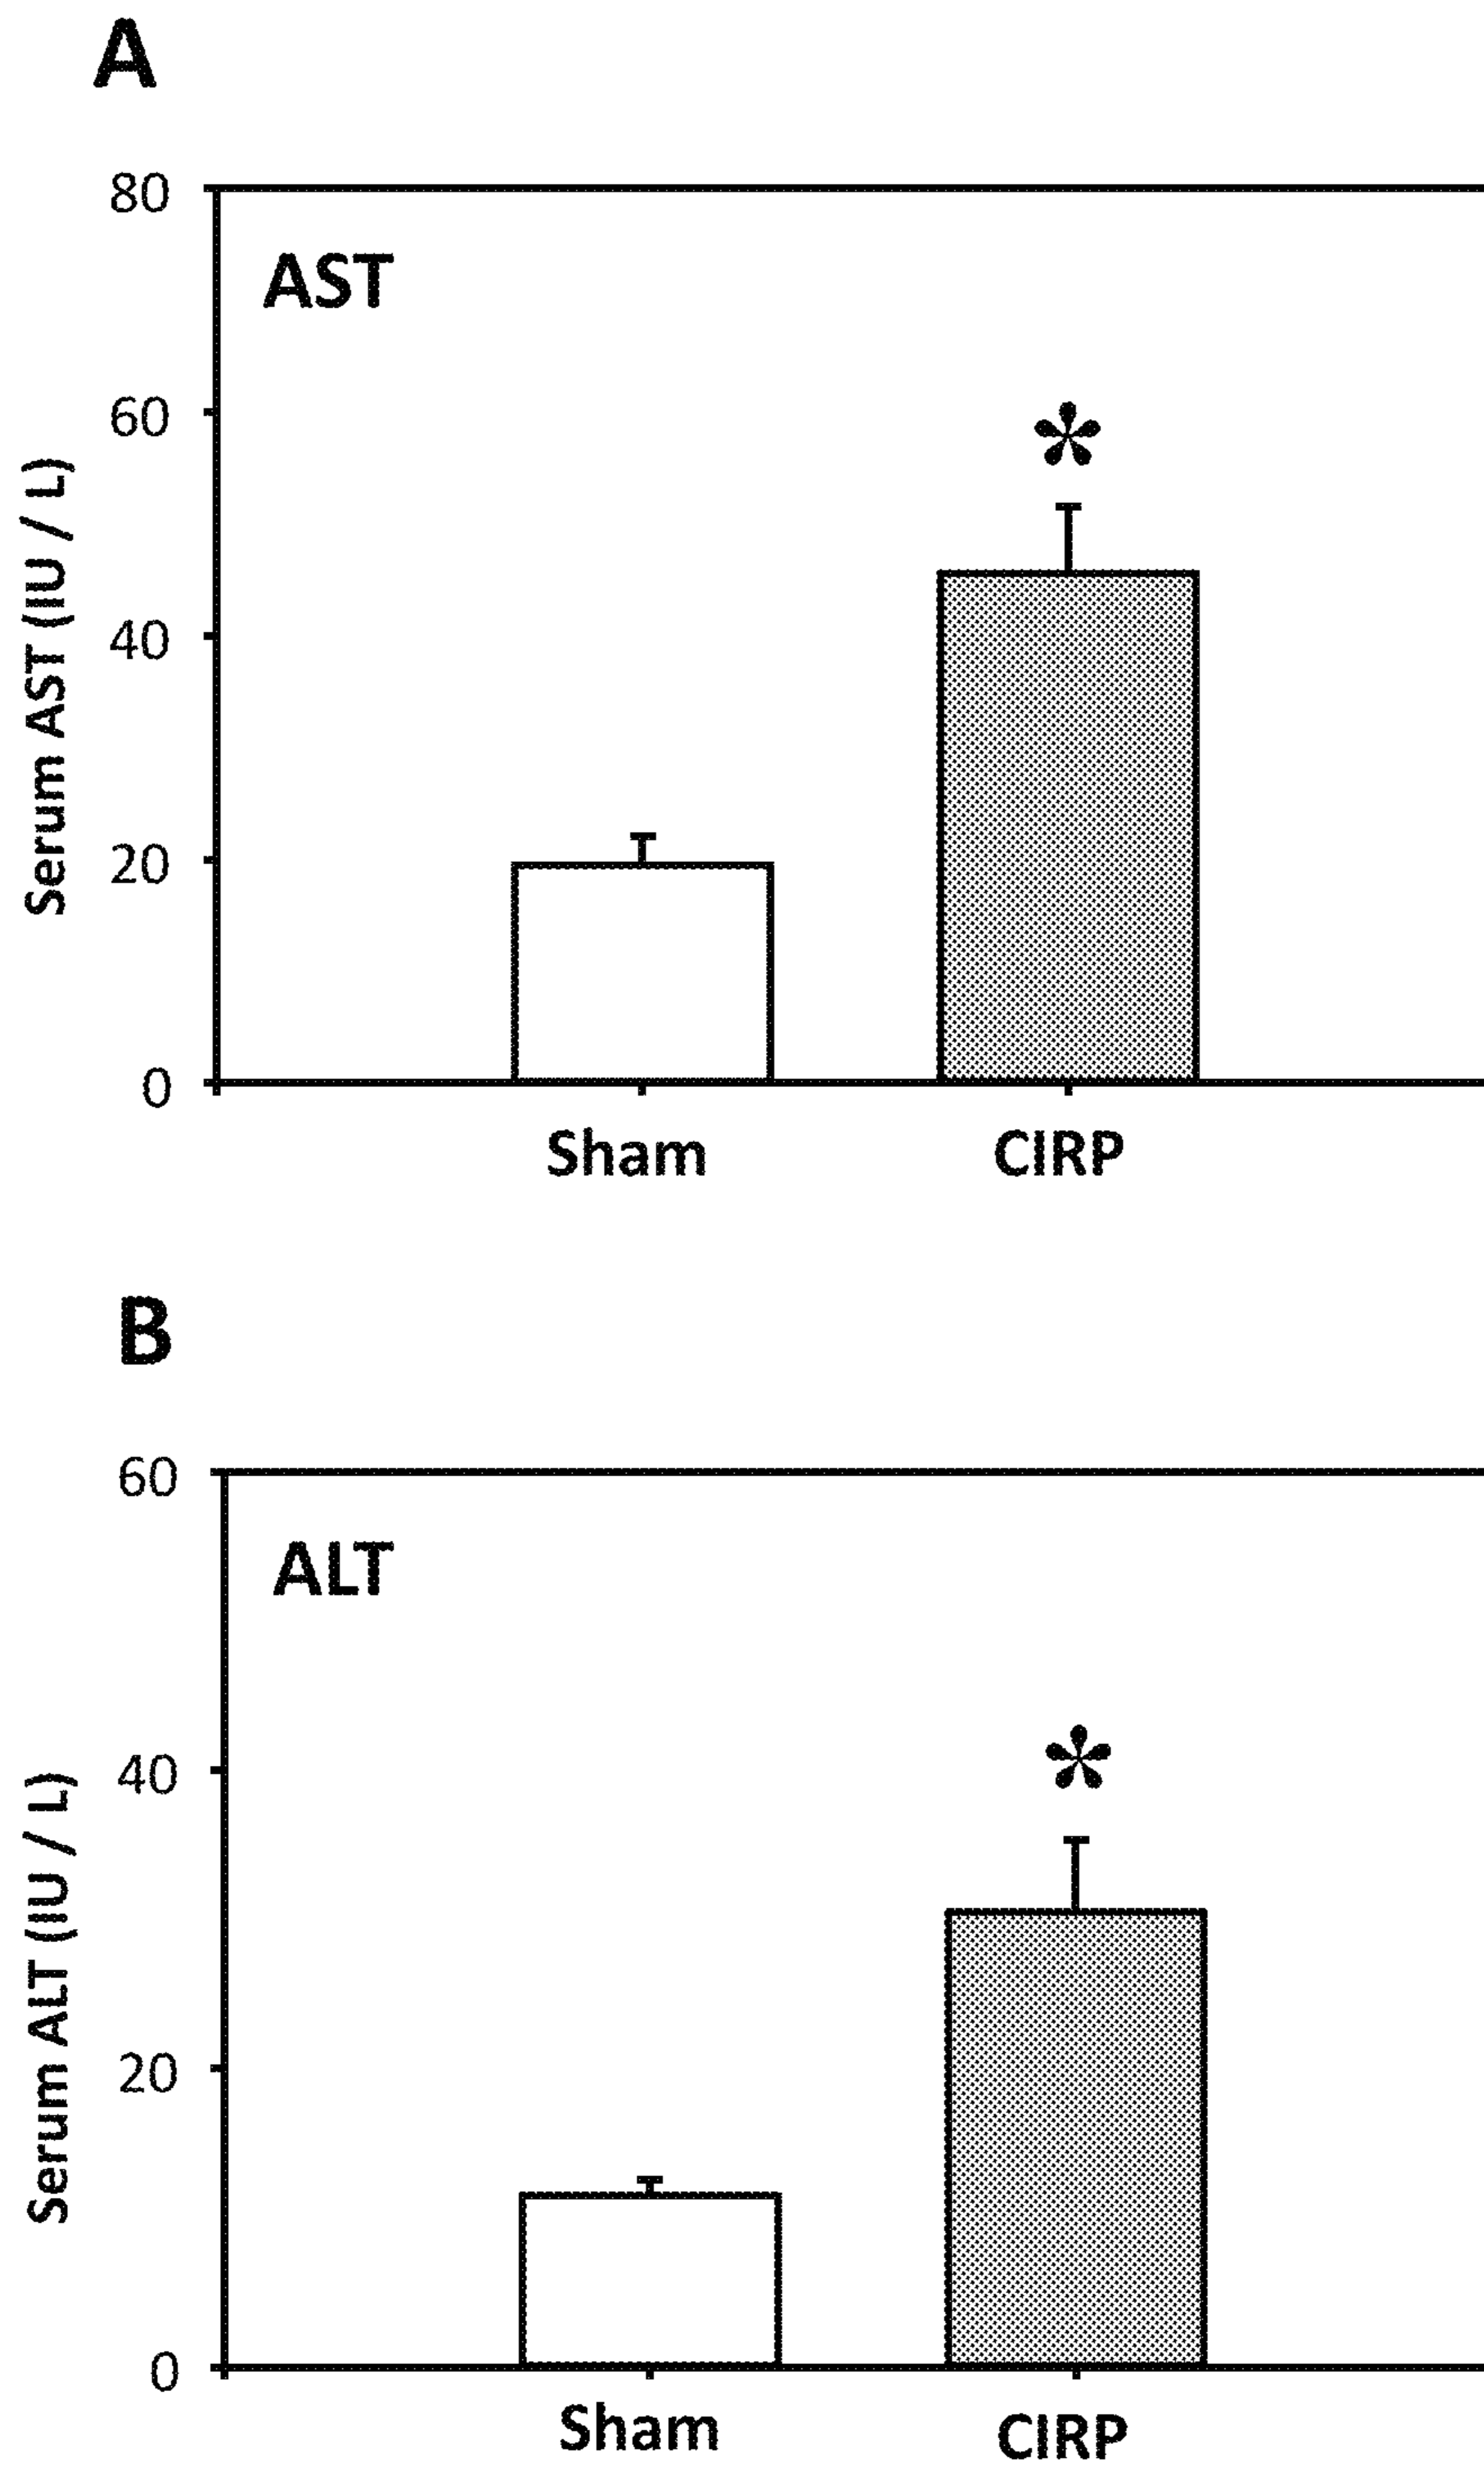 A
80
AST
60
*
Serum AST (IU / L)
40
20
0
Sham CIRP
B
60
ALT
40
*
Serum ALT (IU / L)
20
0
Sham CIRP